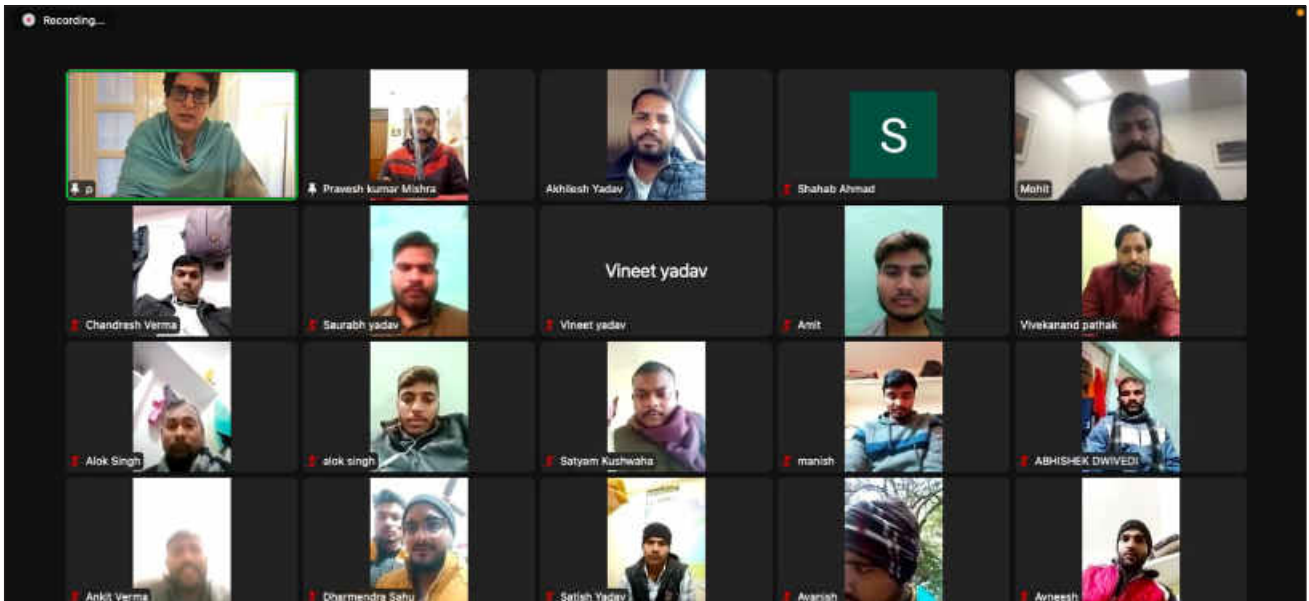 Recording...
p
Pravesh kumar Mishra
Akhilesh Yadav
S
Shahab Ahmad
Mohit
Chandresh Verma
Saurabh yadav
Vineet yadav
Vineet yadav
Amit
Vivekanand pathak
Alok Singh
alok singh
Satyam Kushwaha
manish
ABHISHEK DWIVEDI
Ankit Verma
Dharmendra Sahu
Satish Yadav
Avanish
Avneesh